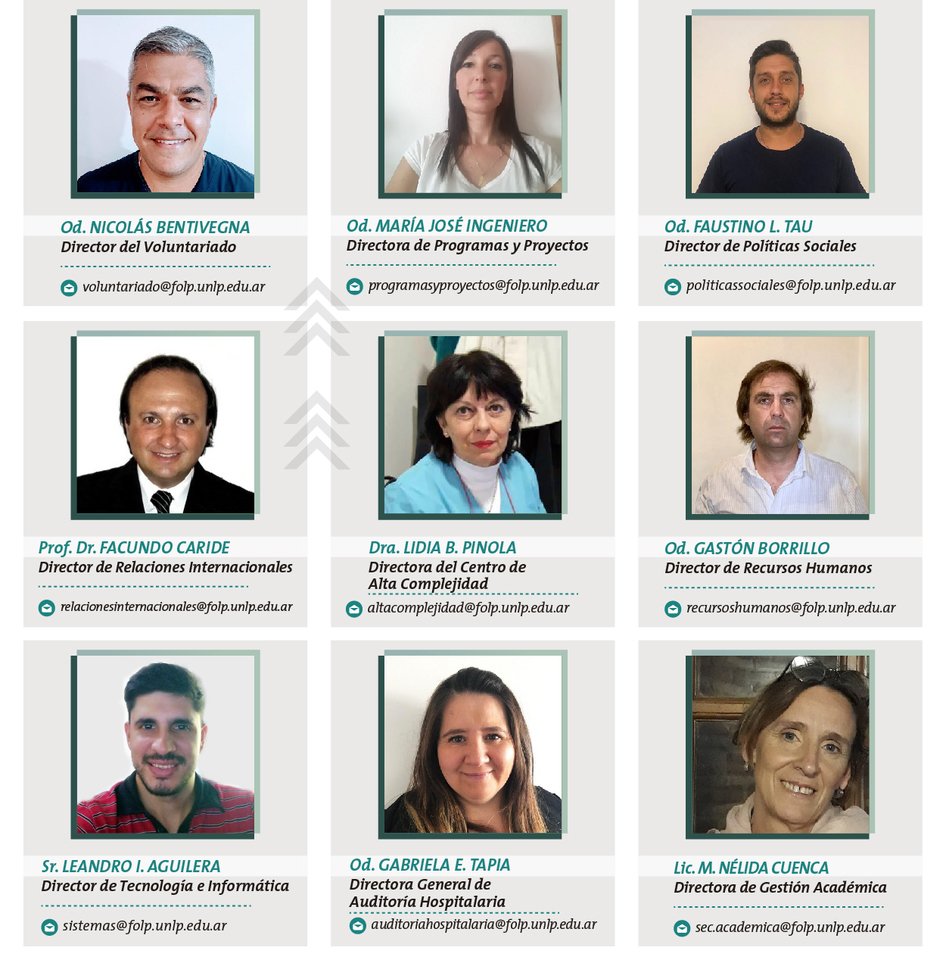 Od. NICOLÁS BENTIVEGNA
Director del Voluntariado
voluntariado@folp.unlp.edu.ar
Od. MARÍA JOSÉ INGENIERO
Directora de Programas y Proyectos
programasyproyectos@folp.unlp.edu.ar
Od. FAUSTINO L. TAU
Director de Políticas Sociales
politicassociales@folp.unlp.edu.ar
Prof. Dr. FACUNDO CARIDE
Director de Relaciones Internacionales
relacionesinternacionales@folp.unlp.edu.ar
Dra. LIDIA B. PINOLA
Directora del Centro de
Alta Complejidad
altacomplejidad@folp.unlp.edu.ar
Od. GASTÓN BORRILLO
Director de Recursos Humanos
recursoshumanos@folp.unlp.edu.ar
Sr. LEANDRO I. AGUILERA
Director de Tecnología e Informática
sistemas@folp.unlp.edu.ar
Od. GABRIELA E. TAPIA
Directora General de
Auditoría Hospitalaria
auditoriahospitalaria@folp.unlp.edu.ar
Lic. M. NÉLIDA CUENCA
Directora de Gestión Académica
sec.academica@folp.unlp.edu.ar